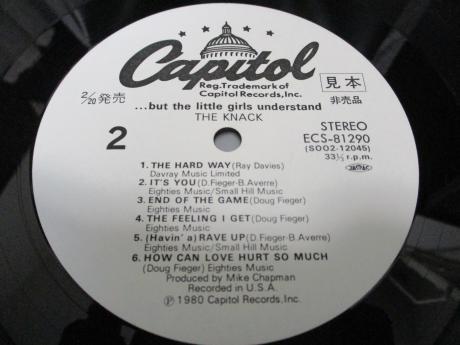 Capitol
Reg. Trademark of
Capitol Records, Inc.
2/20 発売
見本
非売品
...but the little girls understand
THE KNACK
2
STEREO
ECS-81290
(SOO2-12045)
33⅓ r.p.m.
JASRAC
1. THE HARD WAY (Ray Davies)
Davray Music Limited
2. IT'S YOU (D.Fieger·B.Averre)
Eighties Music/Small Hill Music
3. END OF THE GAME (Doug Fieger)
Eighties Music
4. THE FEELING I GET (Doug Fieger)
Eighties Music
5. (Havin' a) RAVE UP (D.Fieger·B.Averre)
Eighties Music/Small Hill Music
6. HOW CAN LOVE HURT SO MUCH
(Doug Fieger) Eighties Music
Produced by Mike Chapman
Recorded in U.S.A.
℗ 1980 Capitol Records, Inc.